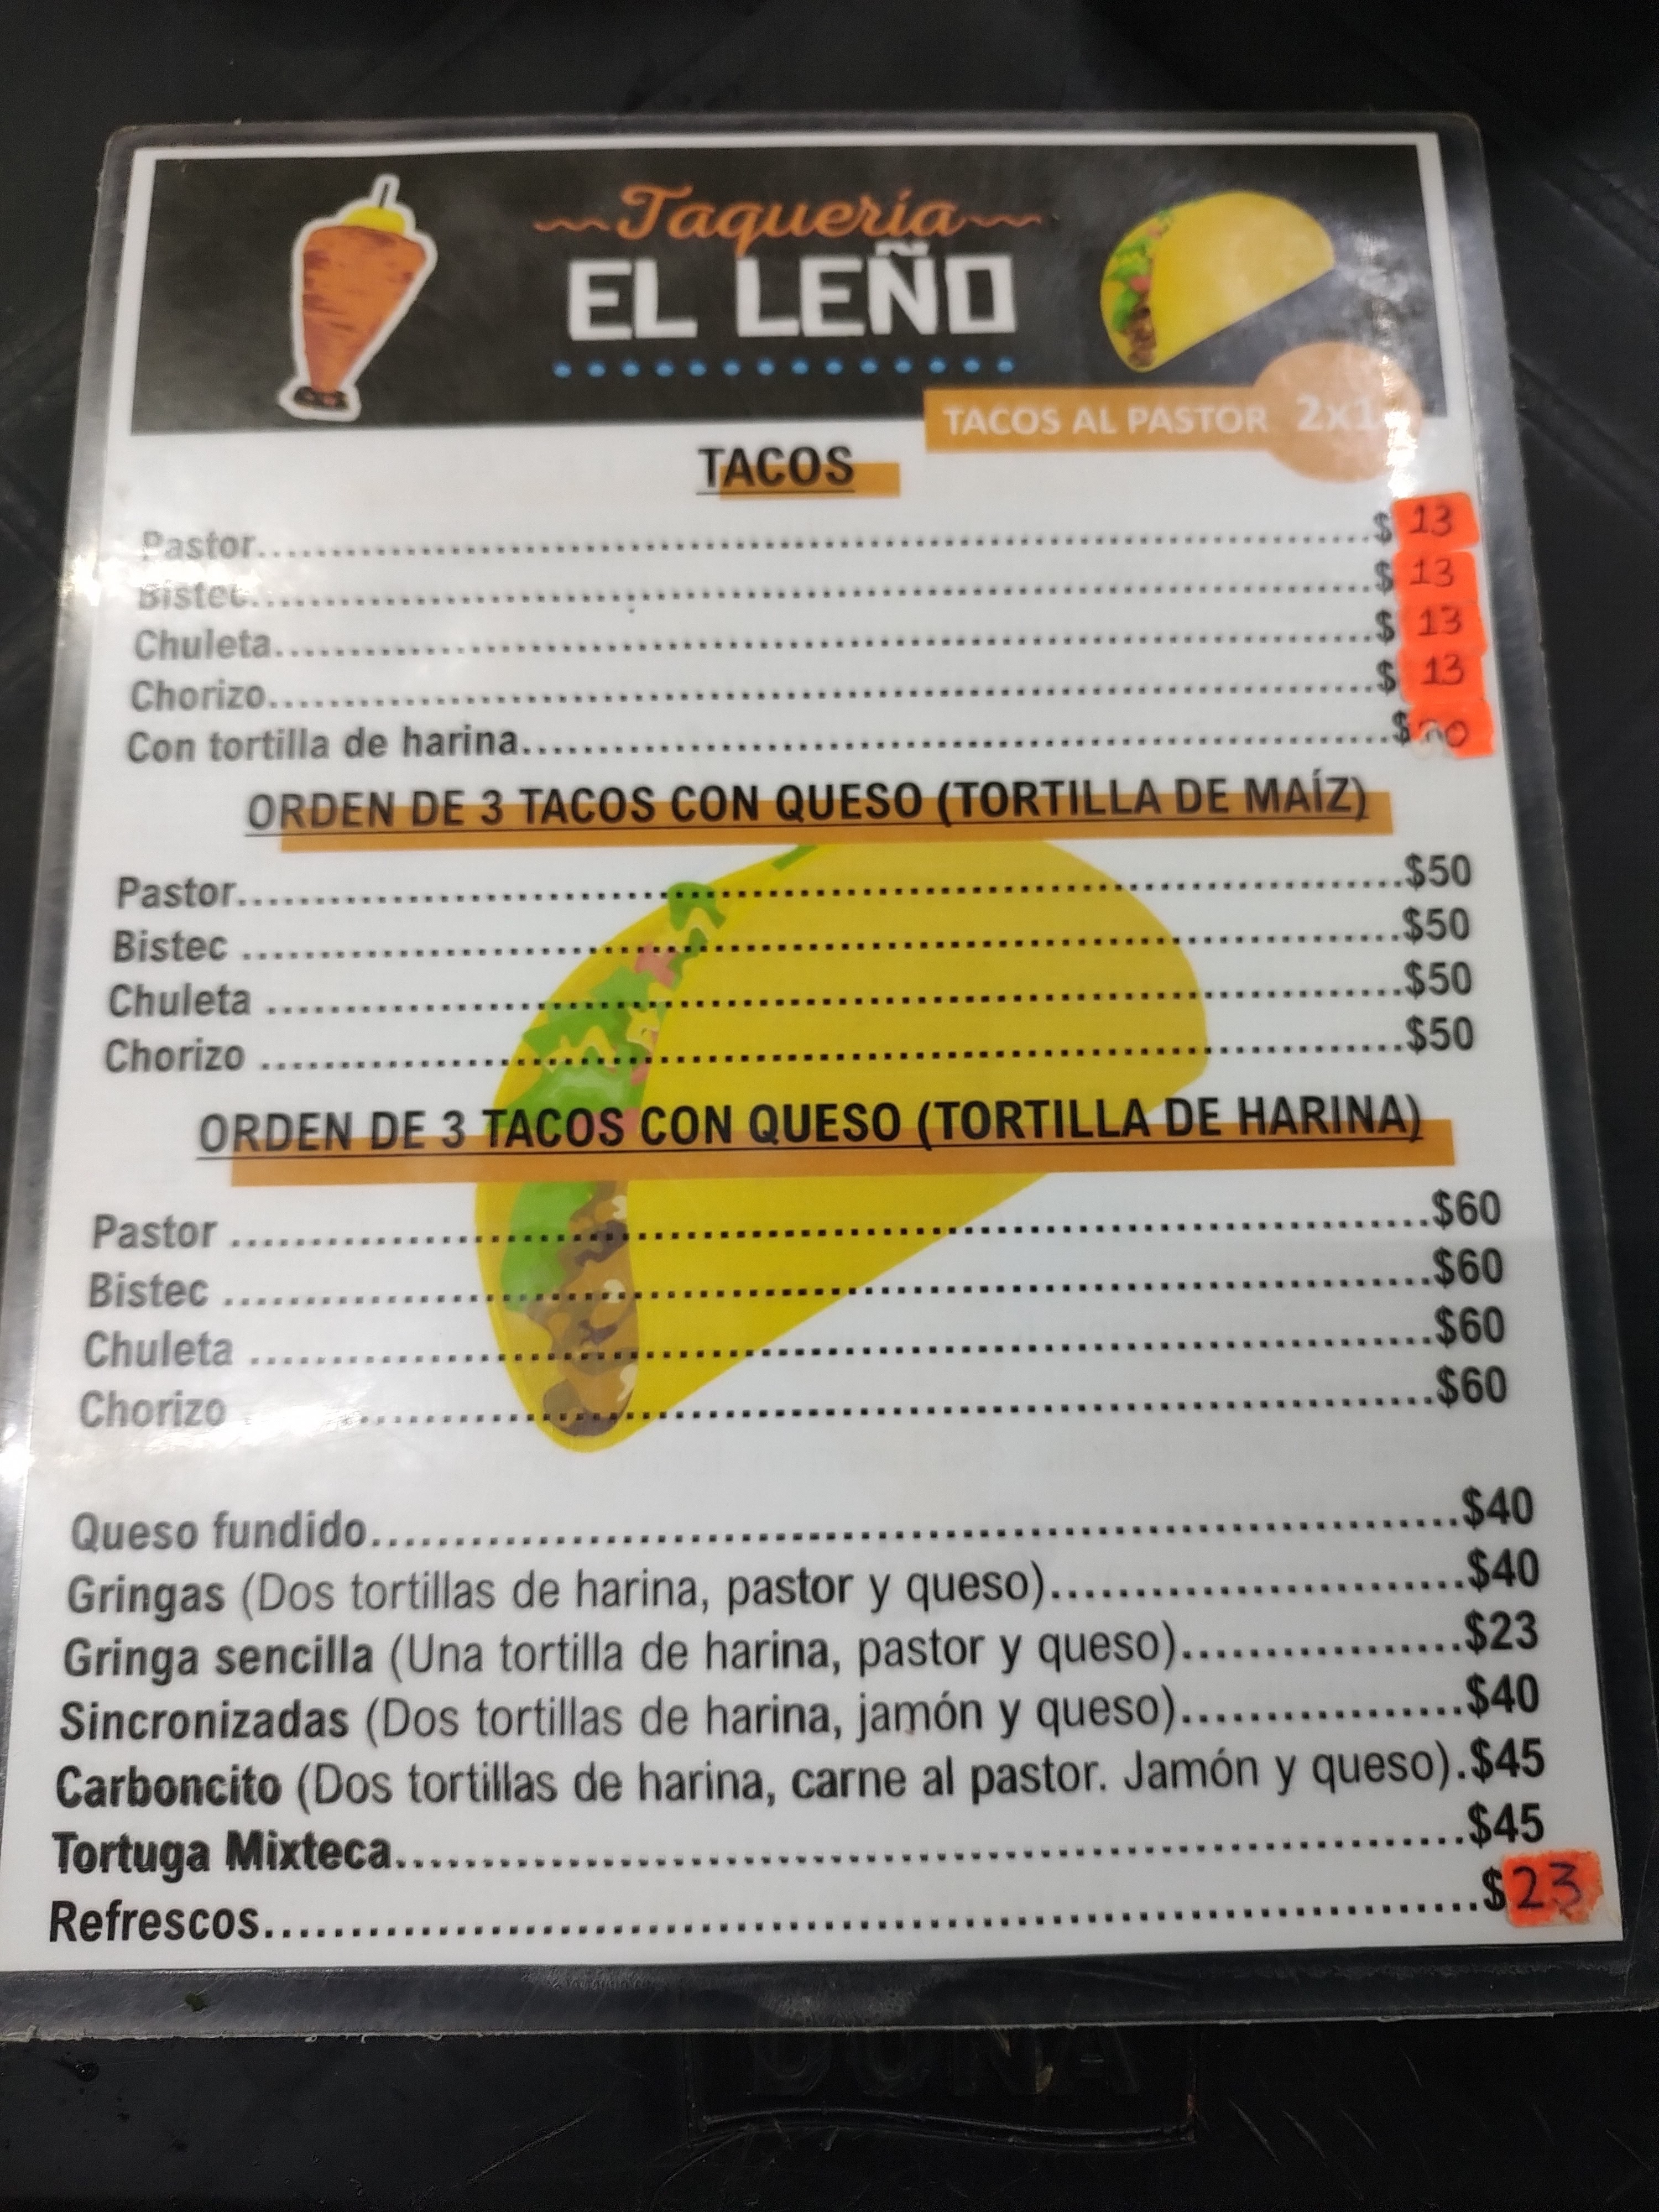 Taquería
EL LEÑO
TACOS AL PASTOR 2x1
TACOS
Pastor....................$ 13
Bistec....................$ 13
Chuleta....................$ 13
Chorizo....................$ 13
Con tortilla de harina....................$
ORDEN DE 3 TACOS CON QUESO (TORTILLA DE MAÍZ)
Pastor....................$50
Bistec ....................$50
Chuleta ....................$50
Chorizo ....................$50
ORDEN DE 3 TACOS CON QUESO (TORTILLA DE HARINA)
Pastor ....................$60
Bistec ....................$60
Chuleta ....................$60
Chorizo ....................$60
Queso fundido....................$40
Gringas (Dos tortillas de harina, pastor y queso)....................$40
Gringa sencilla (Una tortilla de harina, pastor y queso)....................$23
Sincronizadas (Dos tortillas de harina, jamón y queso)....................$40
Carboncito (Dos tortillas de harina, carne al pastor. Jamón y queso).$45
Tortuga Mixteca....................$45
Refrescos....................$ 23